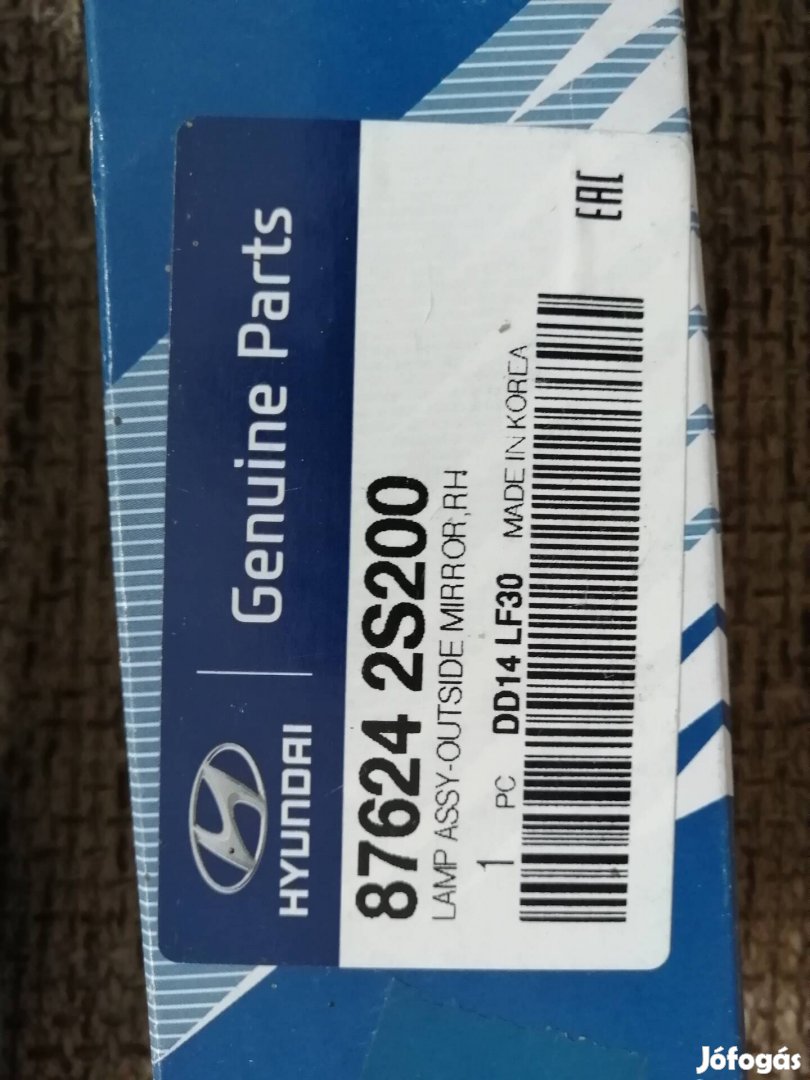 HYUNDAI
Genuine Parts
87624 2S200
LAMP ASSY-OUTSIDE MIRROR,RH
1 PC DD14 LF30 MADE IN KOREA
EAC
Jófogás